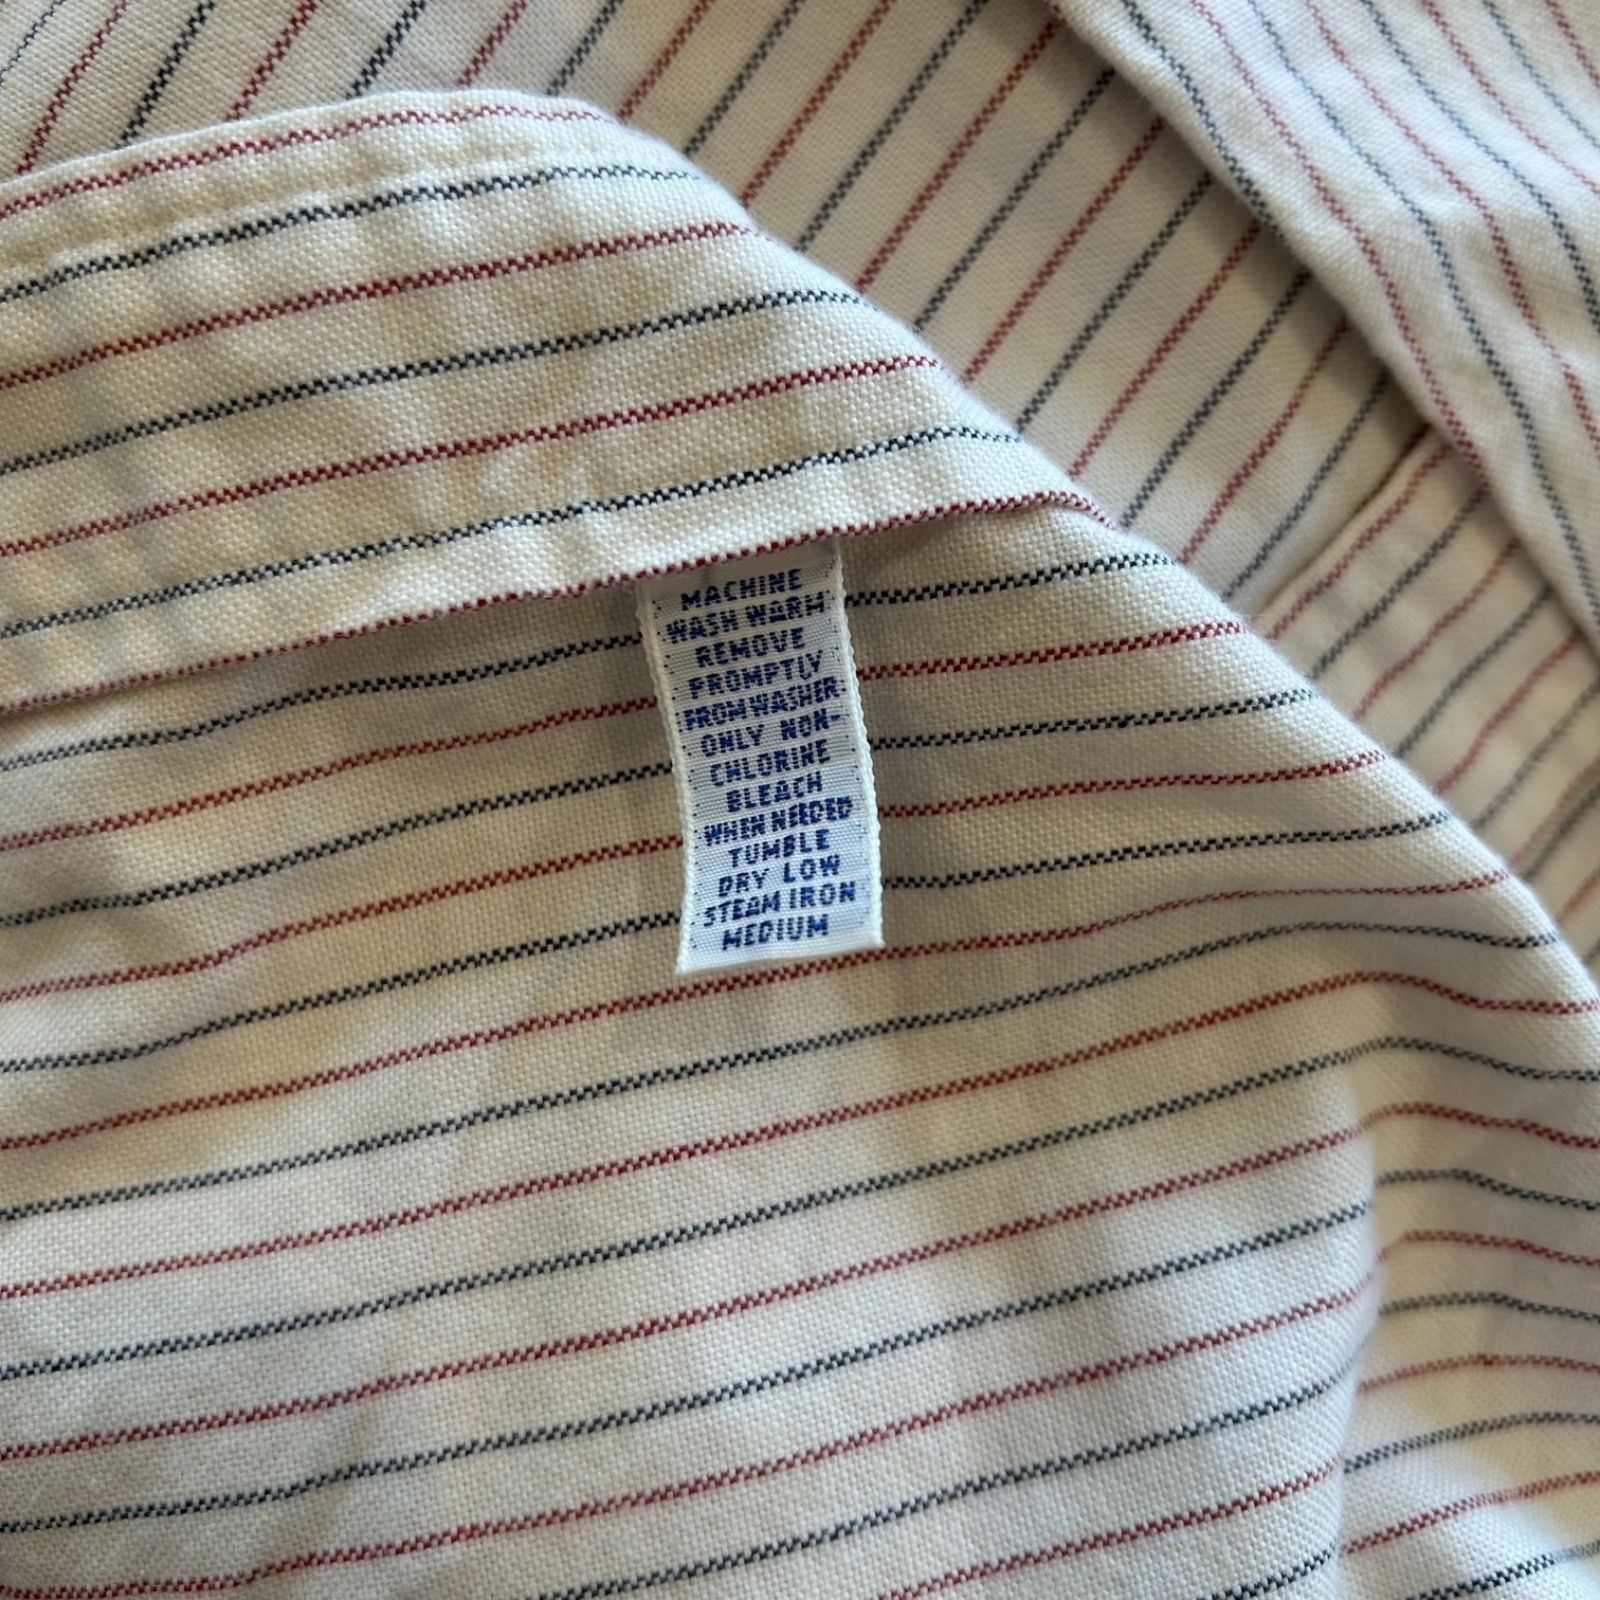 MACHINE
WASH WARM
REMOVE
PROMPTLY
FROM WASHER
ONLY NON-
CHLORINE
BLEACH
WHEN NEEDED
TUMBLE
DRY LOW
STEAM IRON
MEDIUM